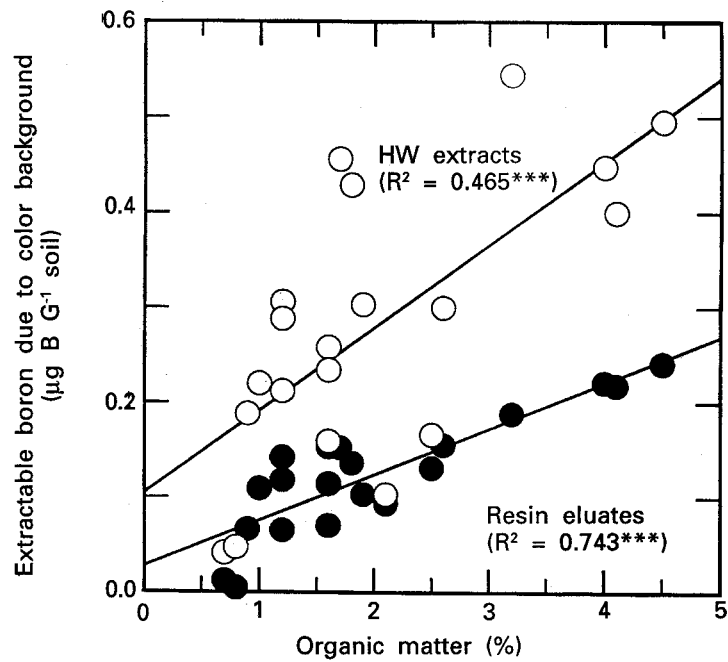 Extractable boron due to color background
(μg B G⁻¹ soil)
0.6
0.4
0.2
0.0
HW extracts
(R² = 0.465***)
Resin eluates
(R² = 0.743***)
0 1 2 3 4 5
Organic matter (%)